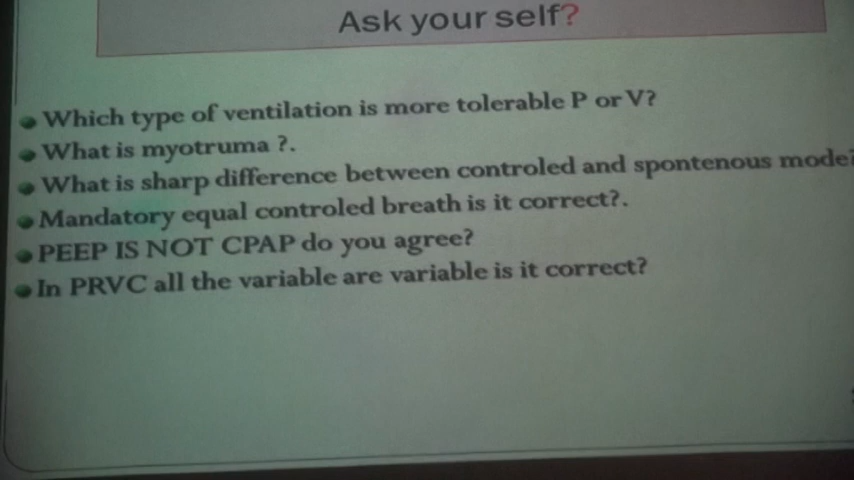 Ask your self?
Which type of ventilation is more tolerable P or V?
What is myotruma ?.
What is sharp difference between controled and spontenous mode?
Mandatory equal controled breath is it correct?.
PEEP IS NOT CPAP do you agree?
In PRVC all the variable are variable is it correct?